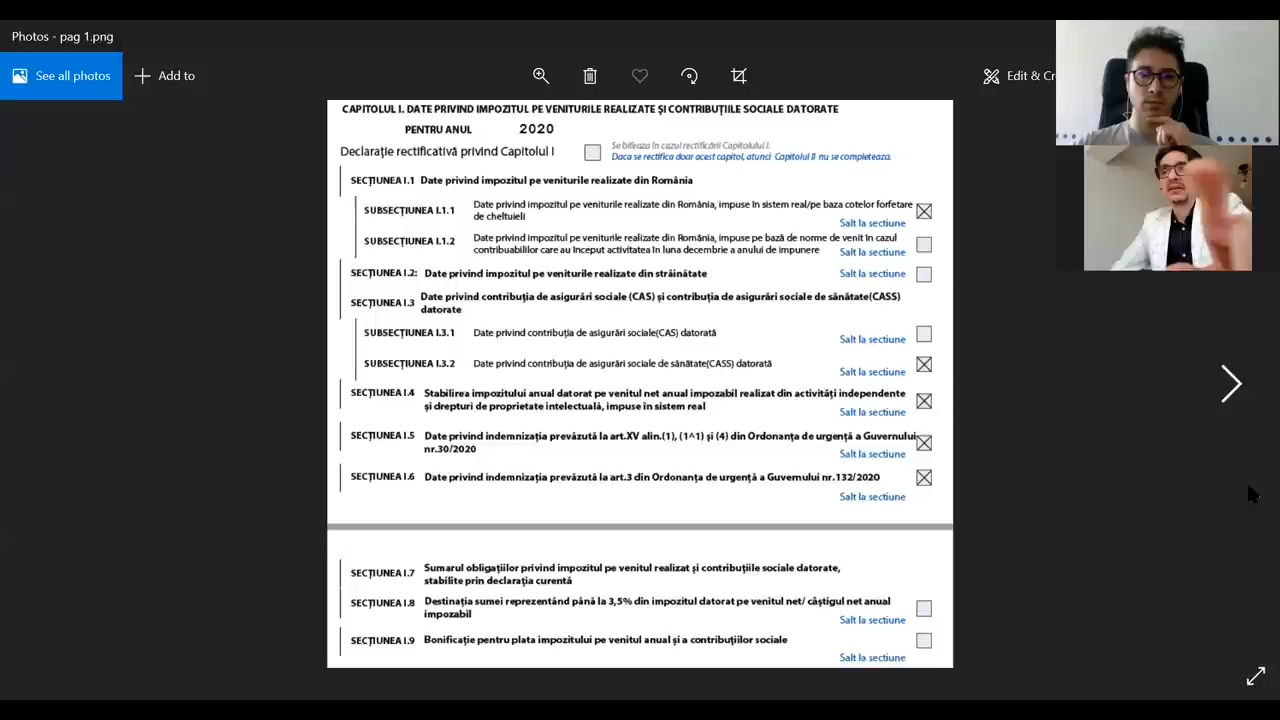 Photos - pag 1.png
See all photos
Add to
Edit & Cr
CAPITOLUL I. DATE PRIVIND IMPOZITUL PE VENITURILE REALIZATE ȘI CONTRIBUȚIILE SOCIALE DATORATE
PENTRU ANUL 2020
Declarație rectificativă privind Capitolul I
Se bifeaza în cazul rectificării Capitolului I.
Daca se rectifica doar acest capitol, atunci Capitolul II nu se completeaza.
SECȚIUNEA I.1 Date privind impozitul pe veniturile realizate din România
SUBSECȚIUNEA I.1.1 Date privind impozitul pe veniturile realizate din România, impuse în sistem real/pe baza cotelor forfetare
de cheltuieli
Salt la sectiune
SUBSECȚIUNEA I.1.2 Date privind impozitul pe veniturile realizate din România, impuse pe bază de norme de venit în cazul
contribuabililor care au început activitatea în luna decembrie a anului de impunere Salt la sectiune
SECȚIUNEA I.2: Date privind impozitul pe veniturile realizate din străinătate Salt la sectiune
SECȚIUNEA I.3 Date privind contribuția de asigurări sociale (CAS) și contribuția de asigurări sociale de sănătate(CASS)
datorate
SUBSECȚIUNEA I.3.1 Date privind contribuția de asigurări sociale(CAS) datorată
Salt la sectiune
SUBSECȚIUNEA I.3.2 Date privind contribuția de asigurări sociale de sănătate(CASS) datorată
Salt la sectiune
SECȚIUNEA I.4 Stabilirea impozitului anual datorat pe venitul net anual impozabil realizat din activități independente
și drepturi de proprietate intelectuală, impuse în sistem real
Salt la sectiune
SECȚIUNEA I.5 Date privind indemnizația prevăzută la art.XV alin.(1), (1^1) și (4) din Ordonanța de urgență a Guvernului
nr.30/2020
Salt la sectiune
SECȚIUNEA I.6 Date privind indemnizația prevăzută la art.3 din Ordonanța de urgență a Guvernului nr.132/2020
Salt la sectiune
SECȚIUNEA I.7 Sumarul obligațiilor privind impozitul pe venitul realizat și contribuțiile sociale datorate,
stabilite prin declarația curentă
SECȚIUNEA I.8 Destinația sumei reprezentând până la 3,5% din impozitul datorat pe venitul net/ câștigul net anual
impozabil
Salt la sectiune
SECȚIUNEA I.9 Bonificație pentru plata impozitului pe venitul anual și a contribuțiilor sociale
Salt la sectiune